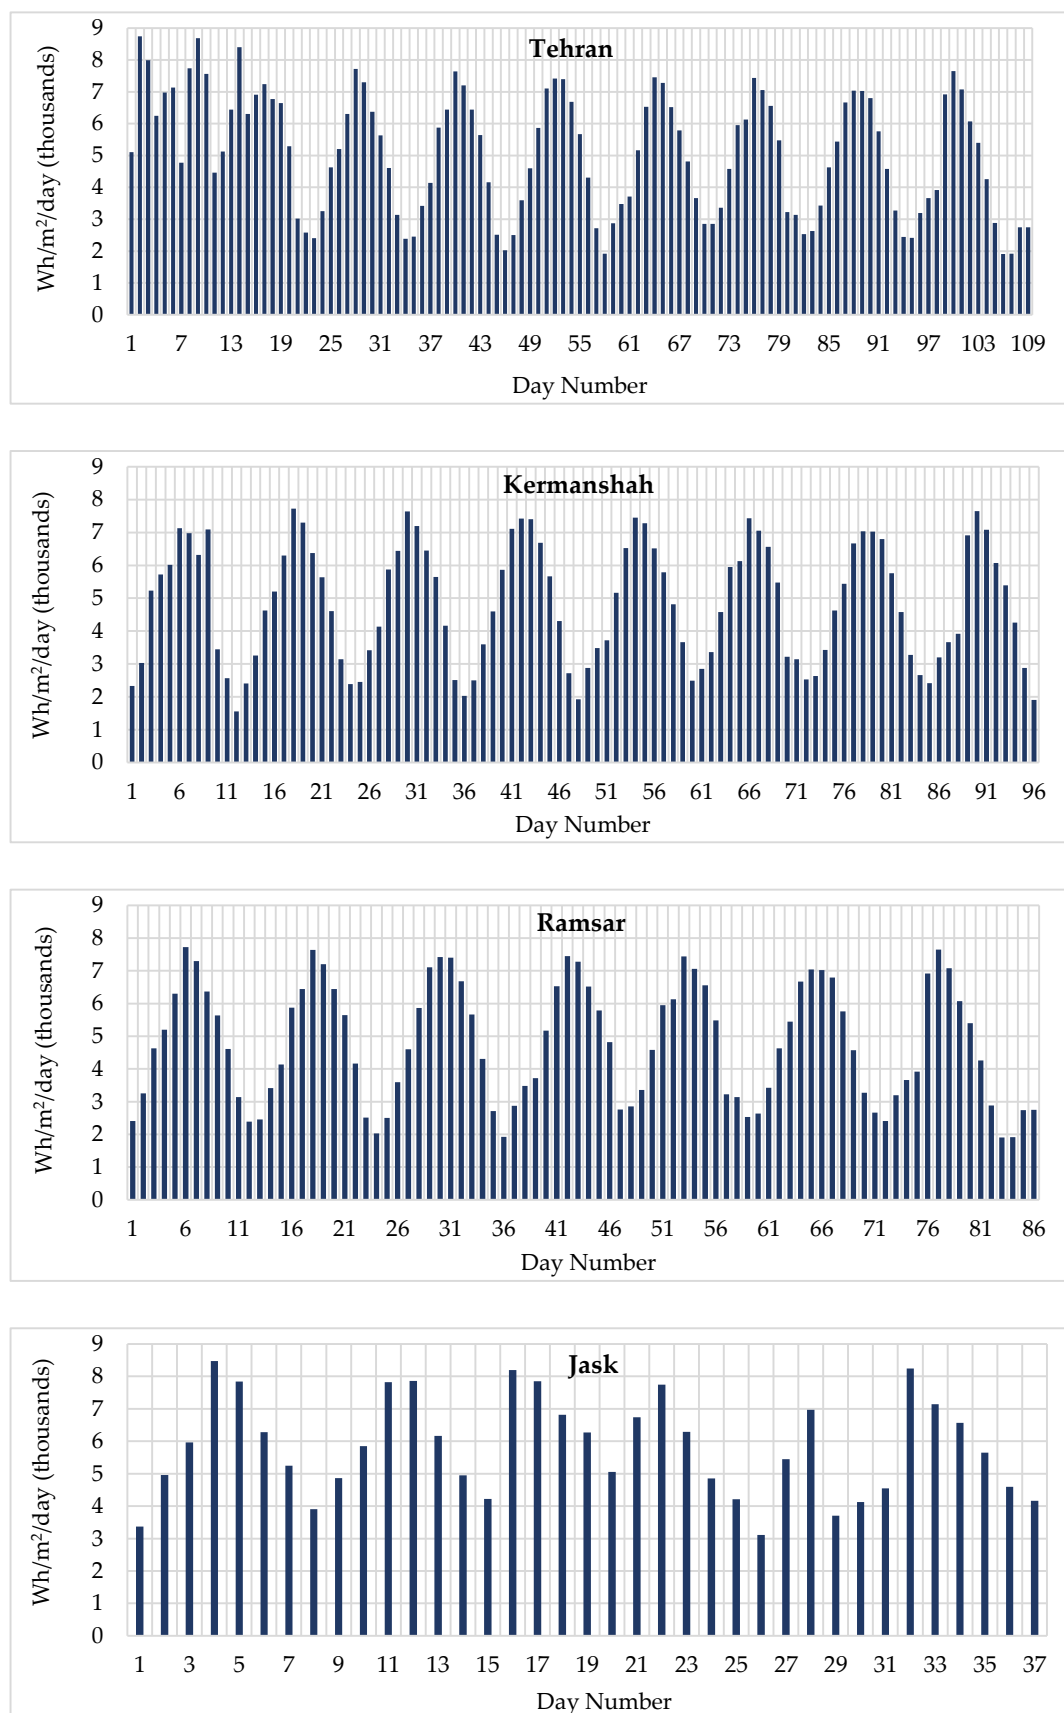 Tehran
Wh/m²/day (thousands)
9
8
7
6
5
4
3
2
1
0
1 7 13 19 25 31 37 43 49 55 61 67 73 79 85 91 97 103 109
Day Number
Kermanshah
Wh/m²/day (thousands)
9
8
7
6
5
4
3
2
1
0
1 6 11 16 21 26 31 36 41 46 51 56 61 66 71 76 81 86 91 96
Day Number
Ramsar
Wh/m²/day (thousands)
9
8
7
6
5
4
3
2
1
0
1 6 11 16 21 26 31 36 41 46 51 56 61 66 71 76 81 86
Day Number
Jask
Wh/m²/day (thousands)
9
8
7
6
5
4
3
2
1
0
1 3 5 7 9 11 13 15 17 19 21 23 25 27 29 31 33 35 37
Day Number